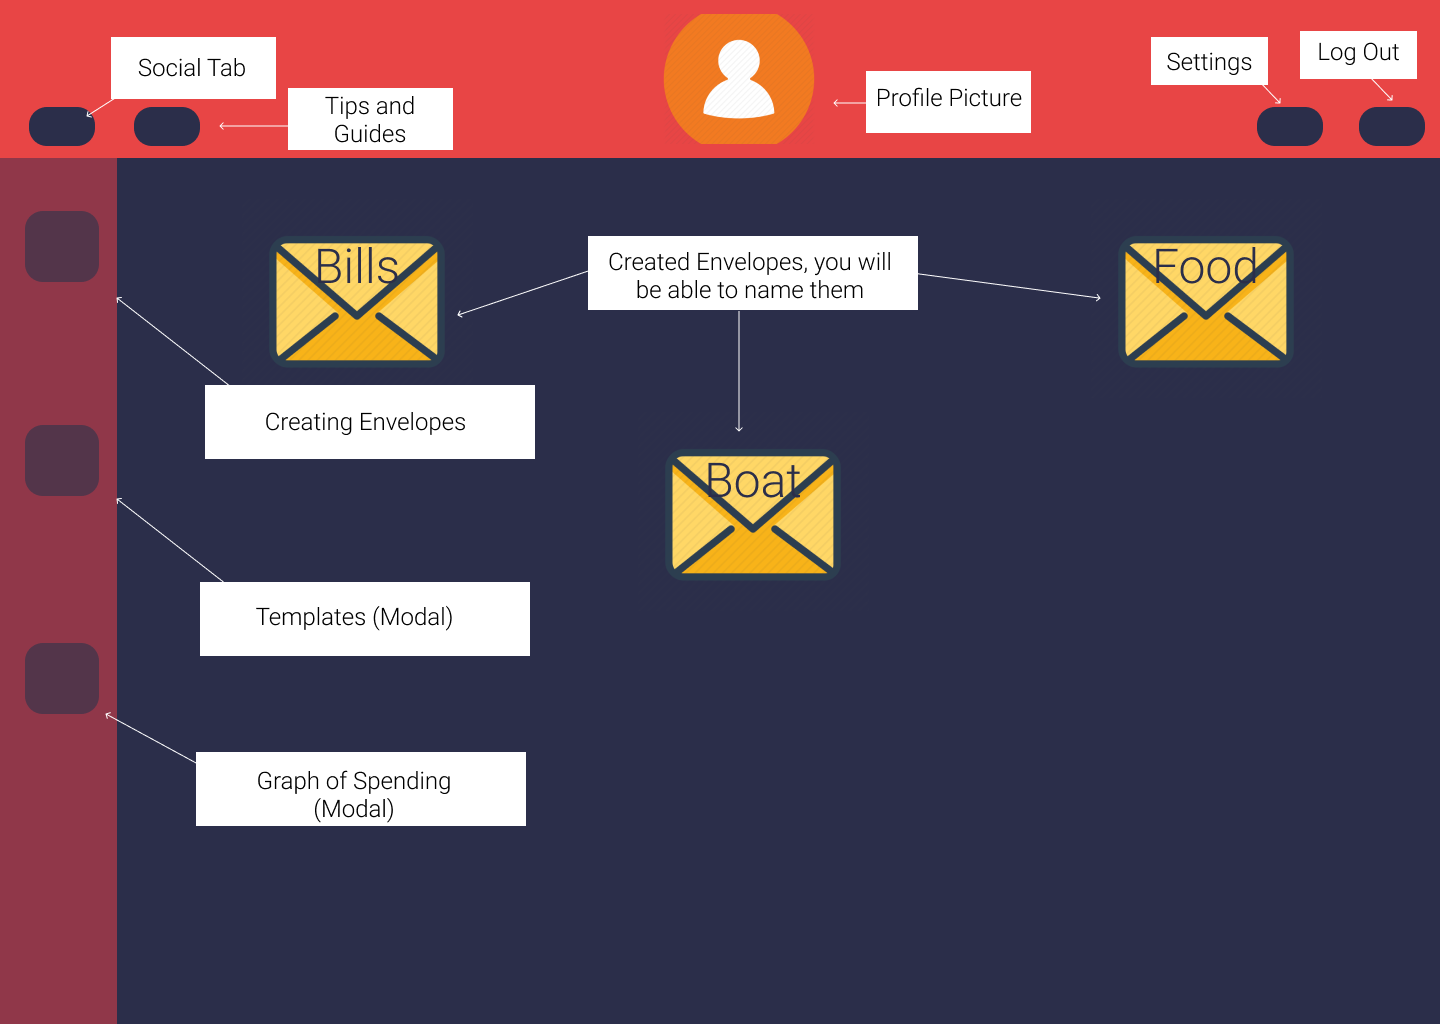 Social Tab
Tips and
Guides
Profile Picture
Settings
Log Out
Bills
Created Envelopes, you will
be able to name them
Food
Creating Envelopes
Boat
Templates (Modal)
Graph of Spending
(Modal)